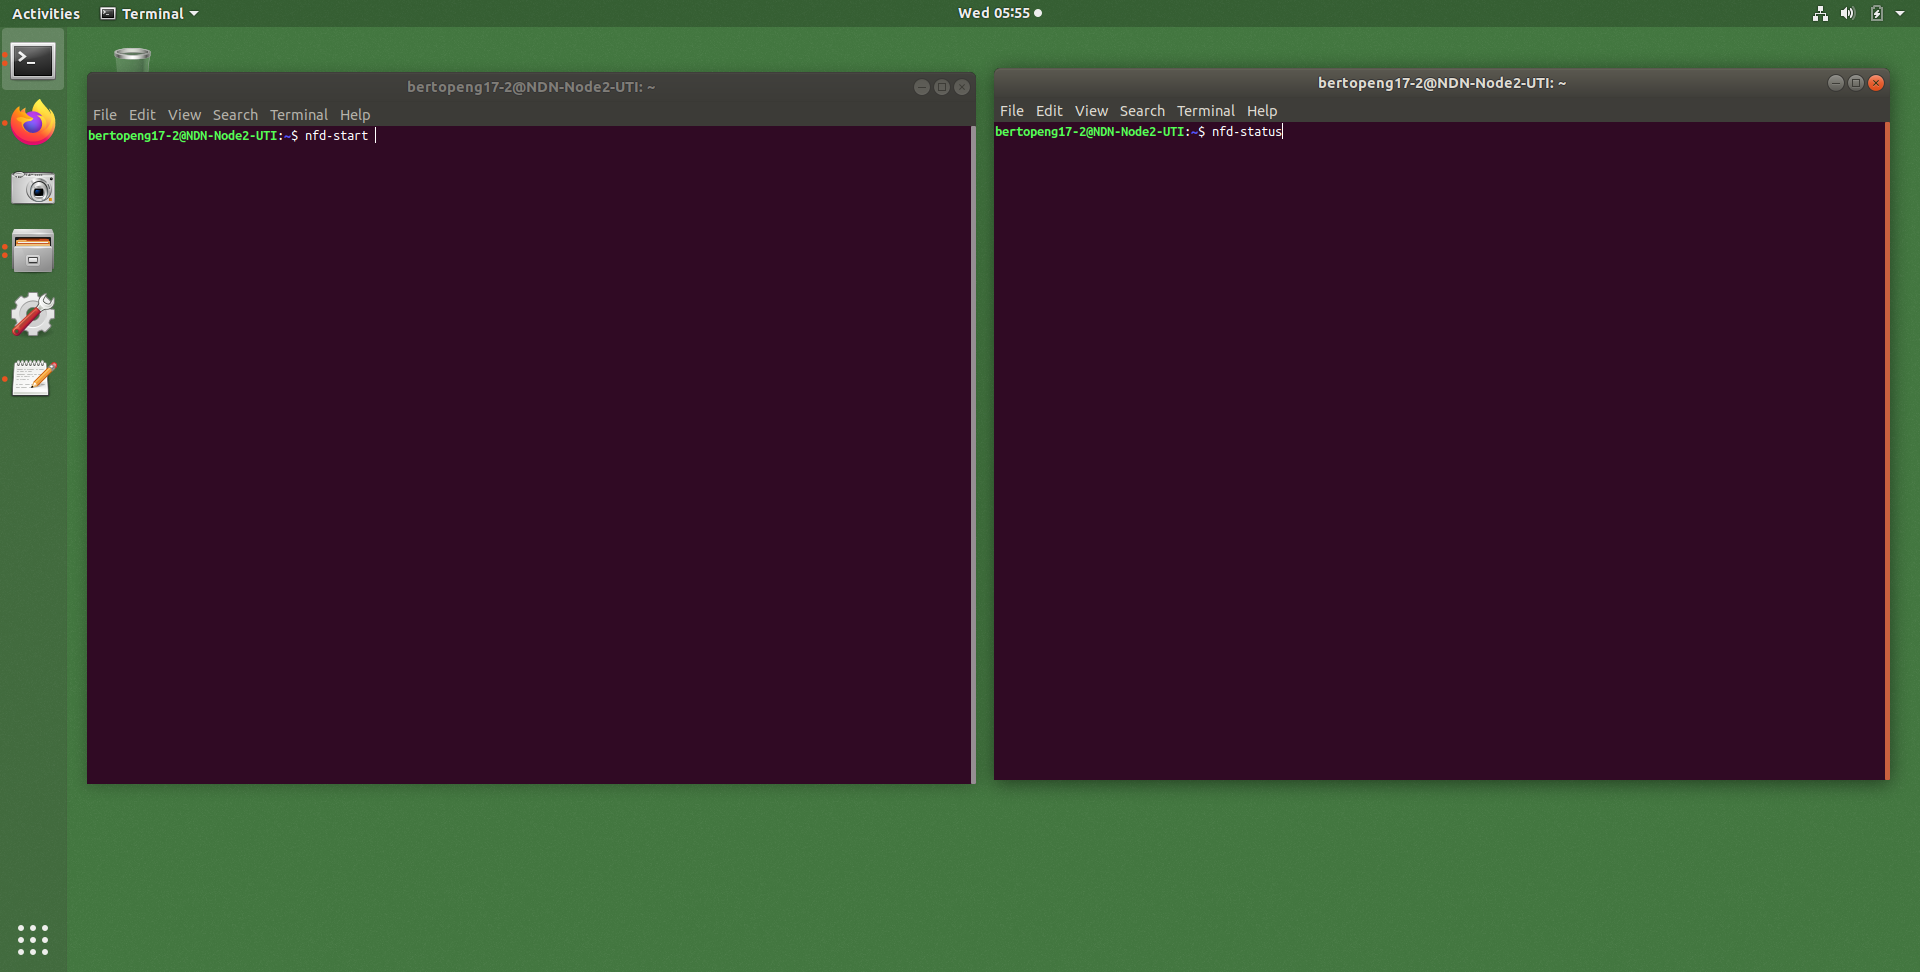 Activities Terminal Wed 05:55
bertopeng17-2@NDN-Node2-UTI: ~
File Edit View Search Terminal Help
bertopeng17-2@NDN-Node2-UTI:~$ nfd-start
bertopeng17-2@NDN-Node2-UTI: ~
File Edit View Search Terminal Help
bertopeng17-2@NDN-Node2-UTI:~$ nfd-status